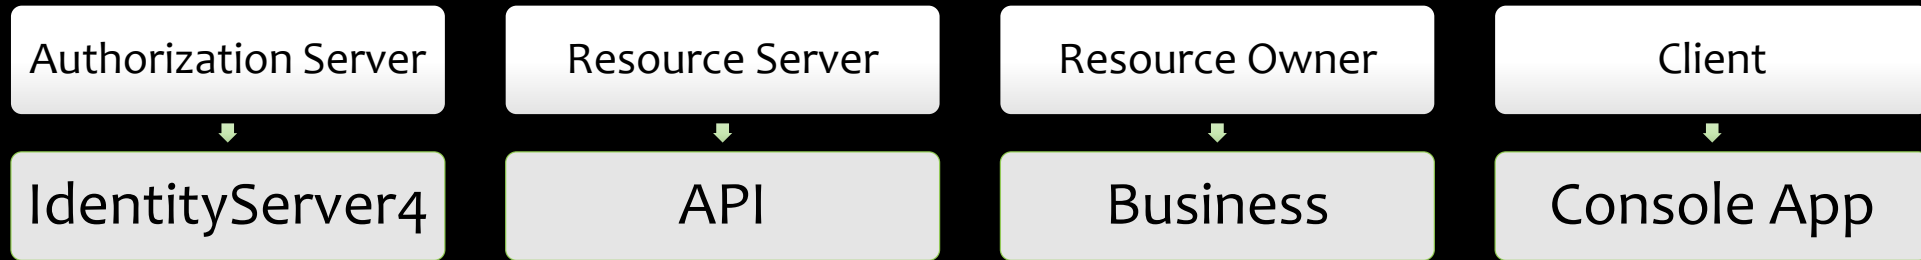 Authorization Server
Resource Server
Resource Owner
Client
IdentityServer4
API
Business
Console App